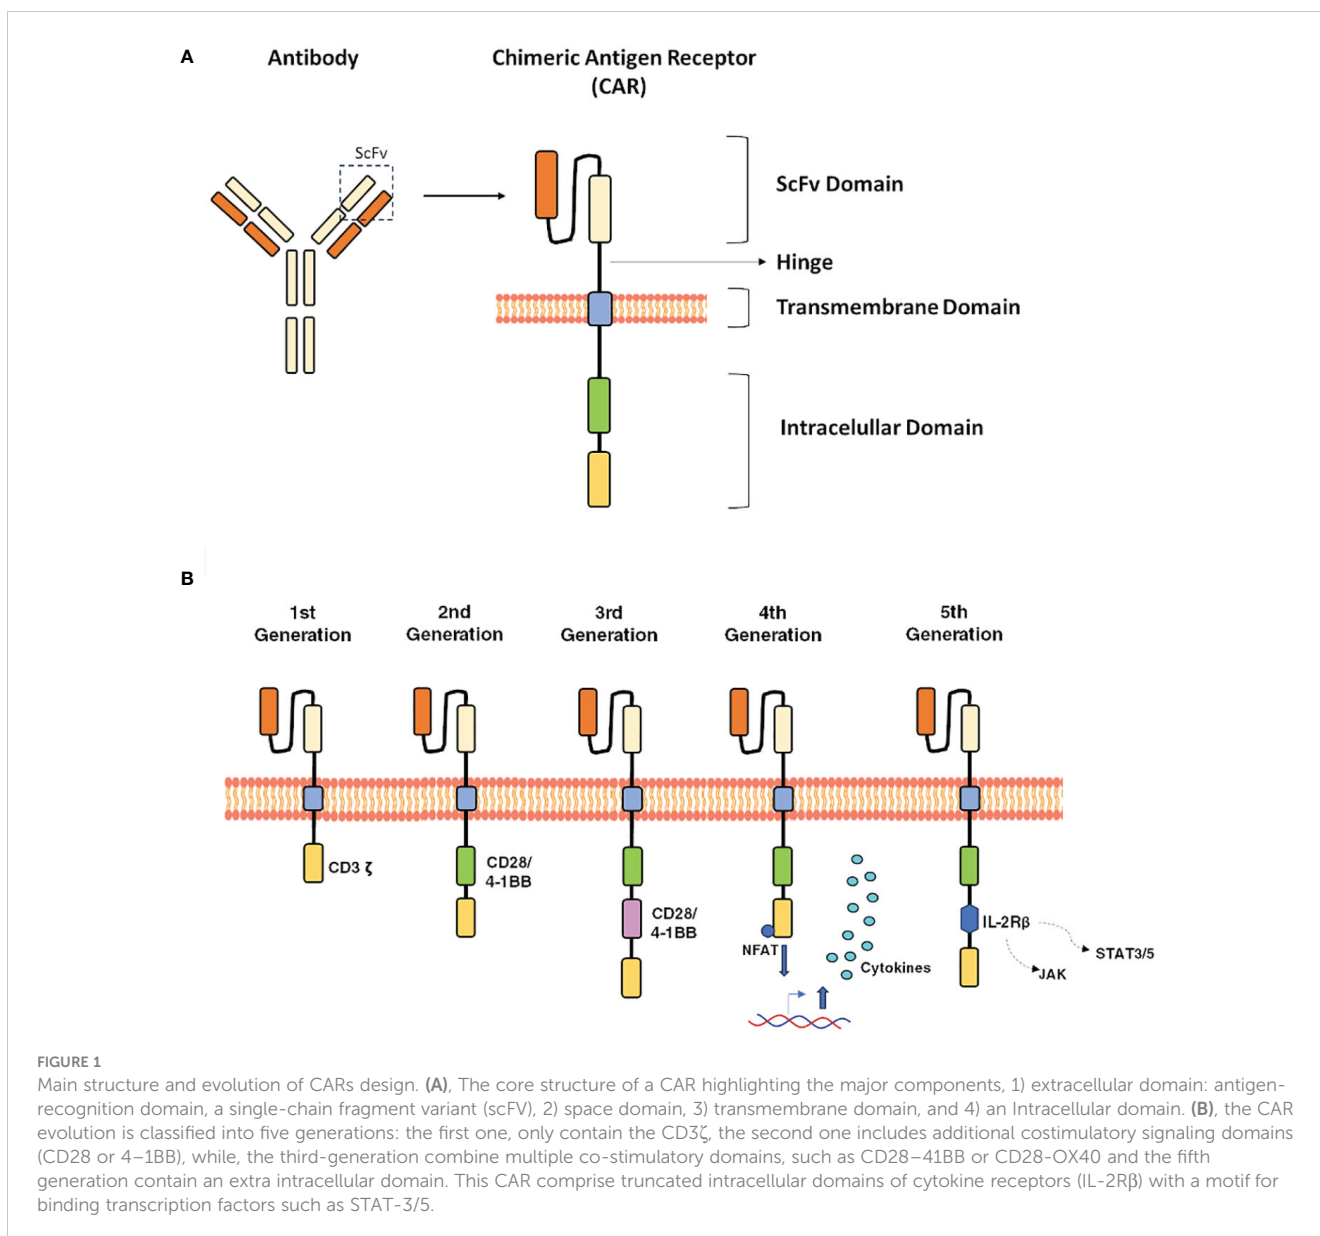 A
Antibody
Chimeric Antigen Receptor
(CAR)
ScFv
ScFv Domain
Hinge
Transmembrane Domain
Intracelullar Domain
B
1st
Generation
2nd
Generation
3rd
Generation
4th
Generation
5th
Generation
CD3 ζ
CD28/
4-1BB
CD28/
4-1BB
NFAT
Cytokines
IL-2Rβ
STAT3/5
JAK
FIGURE 1
Main structure and evolution of CARs design. (A), The core structure of a CAR highlighting the major components, 1) extracellular domain: antigen-
recognition domain, a single-chain fragment variant (scFV), 2) space domain, 3) transmembrane domain, and 4) an Intracellular domain. (B), the CAR
evolution is classified into five generations: the first one, only contain the CD3ζ, the second one includes additional costimulatory signaling domains
(CD28 or 4–1BB), while, the third-generation combine multiple co-stimulatory domains, such as CD28–41BB or CD28-OX40 and the fifth
generation contain an extra intracellular domain. This CAR comprise truncated intracellular domains of cytokine receptors (IL-2Rβ) with a motif for
binding transcription factors such as STAT-3/5.